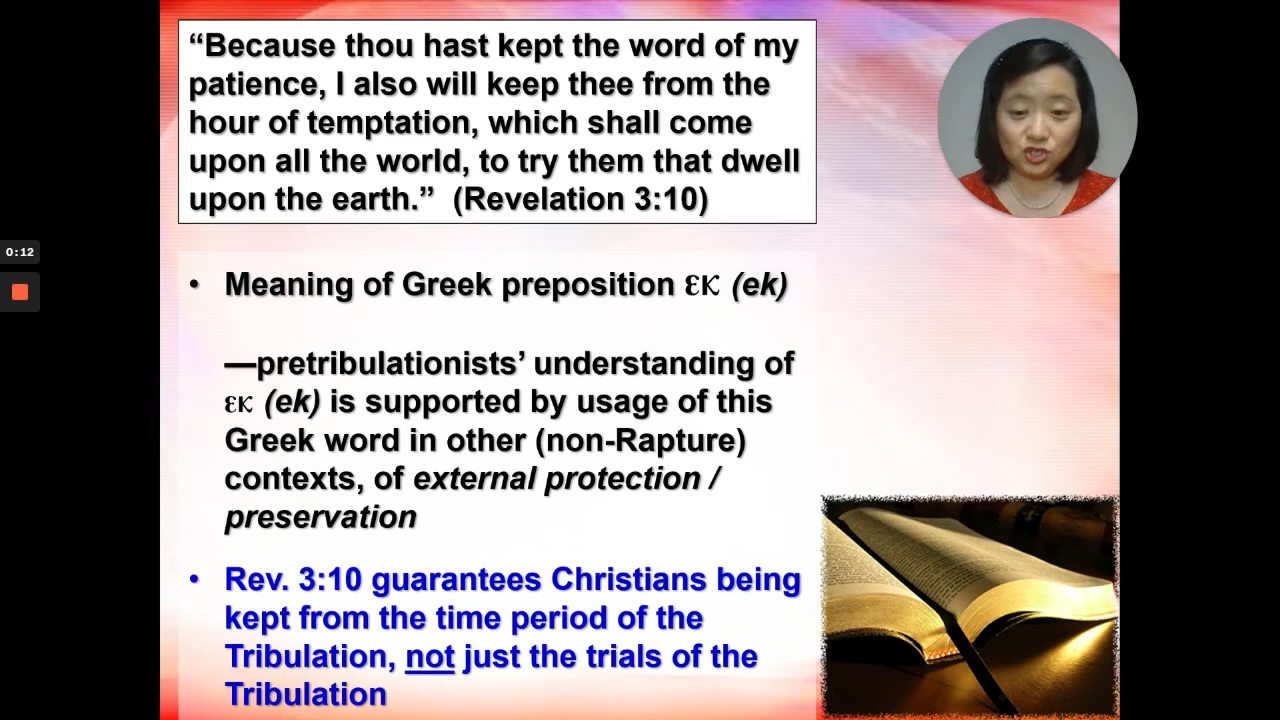 “Because thou hast kept the word of my
patience, I also will keep thee from the
hour of temptation, which shall come
upon all the world, to try them that dwell
upon the earth.” (Revelation 3:10)
0:12
• Meaning of Greek preposition εκ (ek)
—pretribulationists’ understanding of
εκ (ek) is supported by usage of this
Greek word in other (non-Rapture)
contexts, of external protection /
preservation
• Rev. 3:10 guarantees Christians being
kept from the time period of the
Tribulation, not just the trials of the
Tribulation